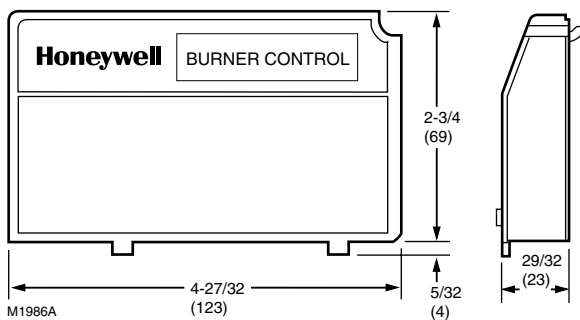 Honeywell
BURNER CONTROL
2-3/4
(69)
4-27/32
(123)
5/32
(4)
29/32
(23)
M1986A